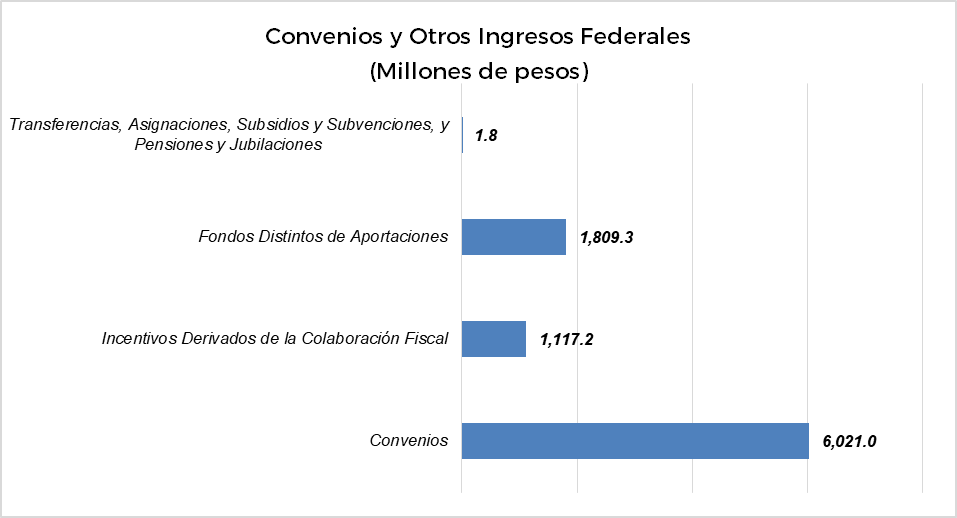 Convenios y Otros Ingresos Federales
(Millones de pesos)
Transferencias, Asignaciones, Subsidios y Subvenciones, y
Pensiones y Jubilaciones
1.8
Fondos Distintos de Aportaciones
1,809.3
Incentivos Derivados de la Colaboración Fiscal
1,117.2
Convenios
6,021.0